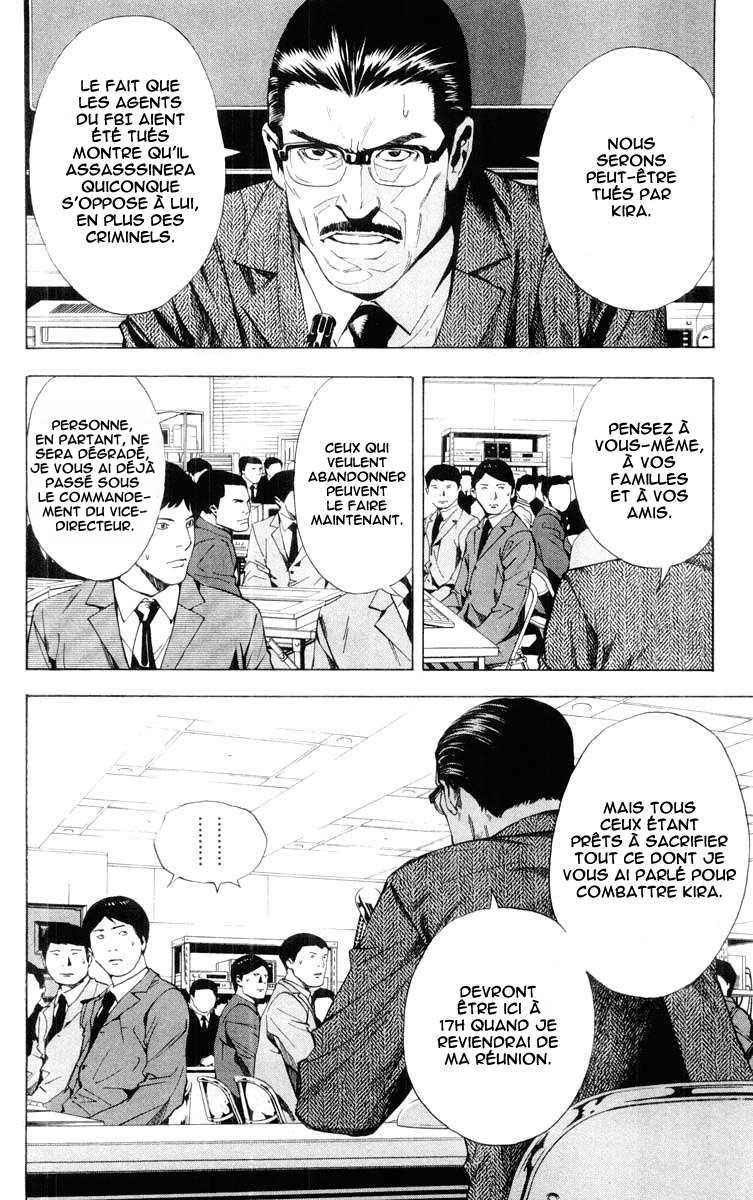 NOUS
SERONS
PEUT-ÊTRE
TUÉS PAR
KIRA.
LE FAIT QUE
LES AGENTS
DU FBI AIENT
ÉTÉ TUÉS
MONTRE QU'IL
ASSASSSINERA
QUICONQUE
S'OPPOSE À LUI,
EN PLUS DES
CRIMINELS.
PENSEZ À
VOUS-MÊME,
À VOS
FAMILLES
ET À VOS
AMIS.
CEUX QUI
VEULENT
ABANDONNER
PEUVENT
LE FAIRE
MAINTENANT.
PERSONNE,
EN PARTANT, NE
SERA DÉGRADÉ,
JE VOUS AI DÉJÀ
PASSÉ SOUS
LE COMMANDE-
MENT DU VICE-
DIRECTEUR.
MAIS TOUS
CEUX ÉTANT
PRÊTS À SACRIFIER
TOUT CE DONT JE
VOUS AI PARLÉ POUR
COMBATTRE KIRA.
DEVRONT
ÊTRE ICI À
17H QUAND JE
REVIENDRAI DE
MA RÉUNION.